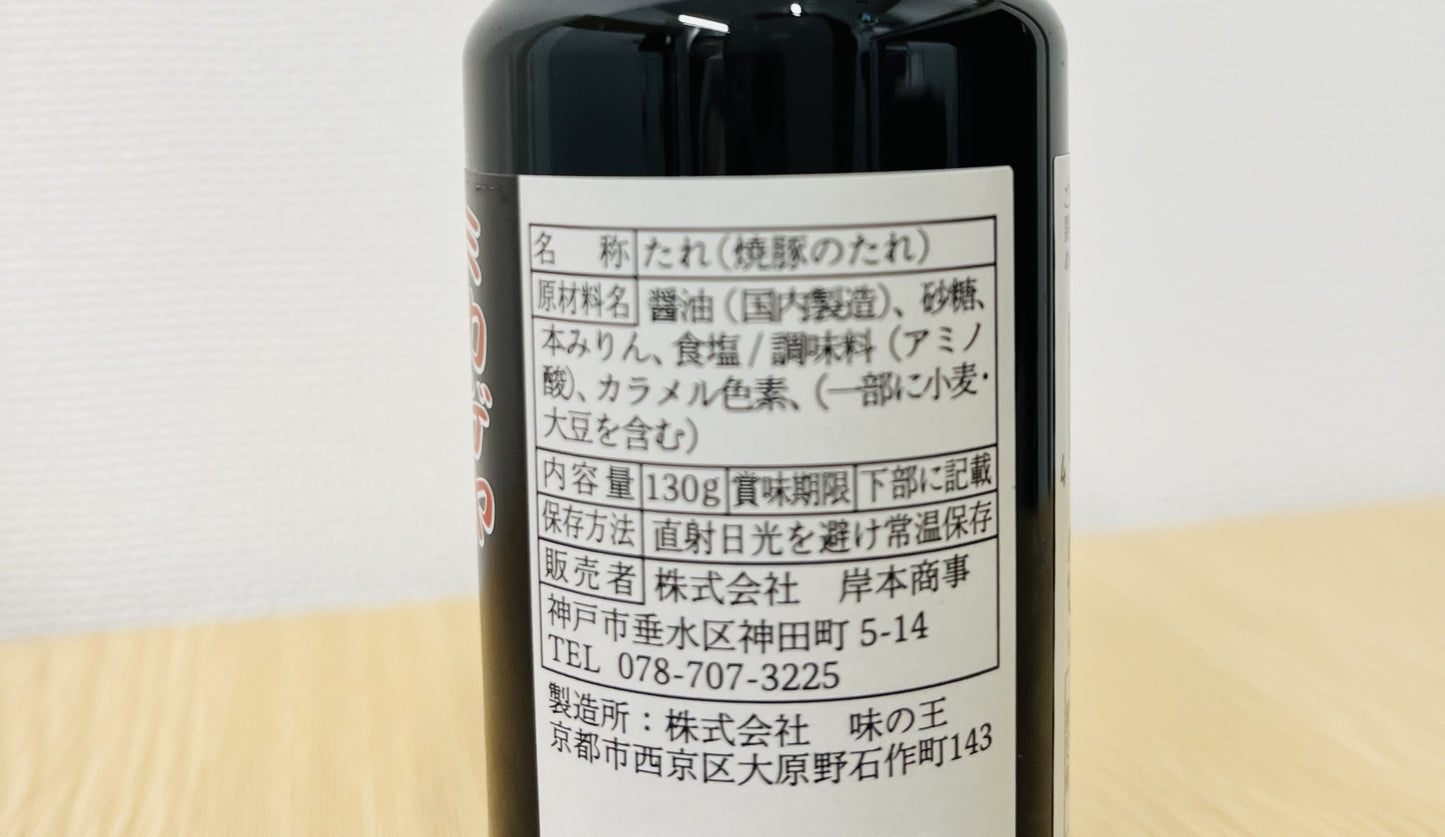 名 称 たれ（焼豚のたれ）
原材料名 醤油（国内製造）、砂糖、
本みりん、食塩/調味料（アミノ
酸）、カラメル色素、（一部に小麦・
大豆を含む）
内容量 130g 賞味期限 下部に記載
保存方法 直射日光を避け常温保存
販売者 株式会社 岸本商事
神戸市垂水区神田町 5-14
TEL 078-707-3225
製造所：株式会社 味の王
京都市西京区大原野石作町143